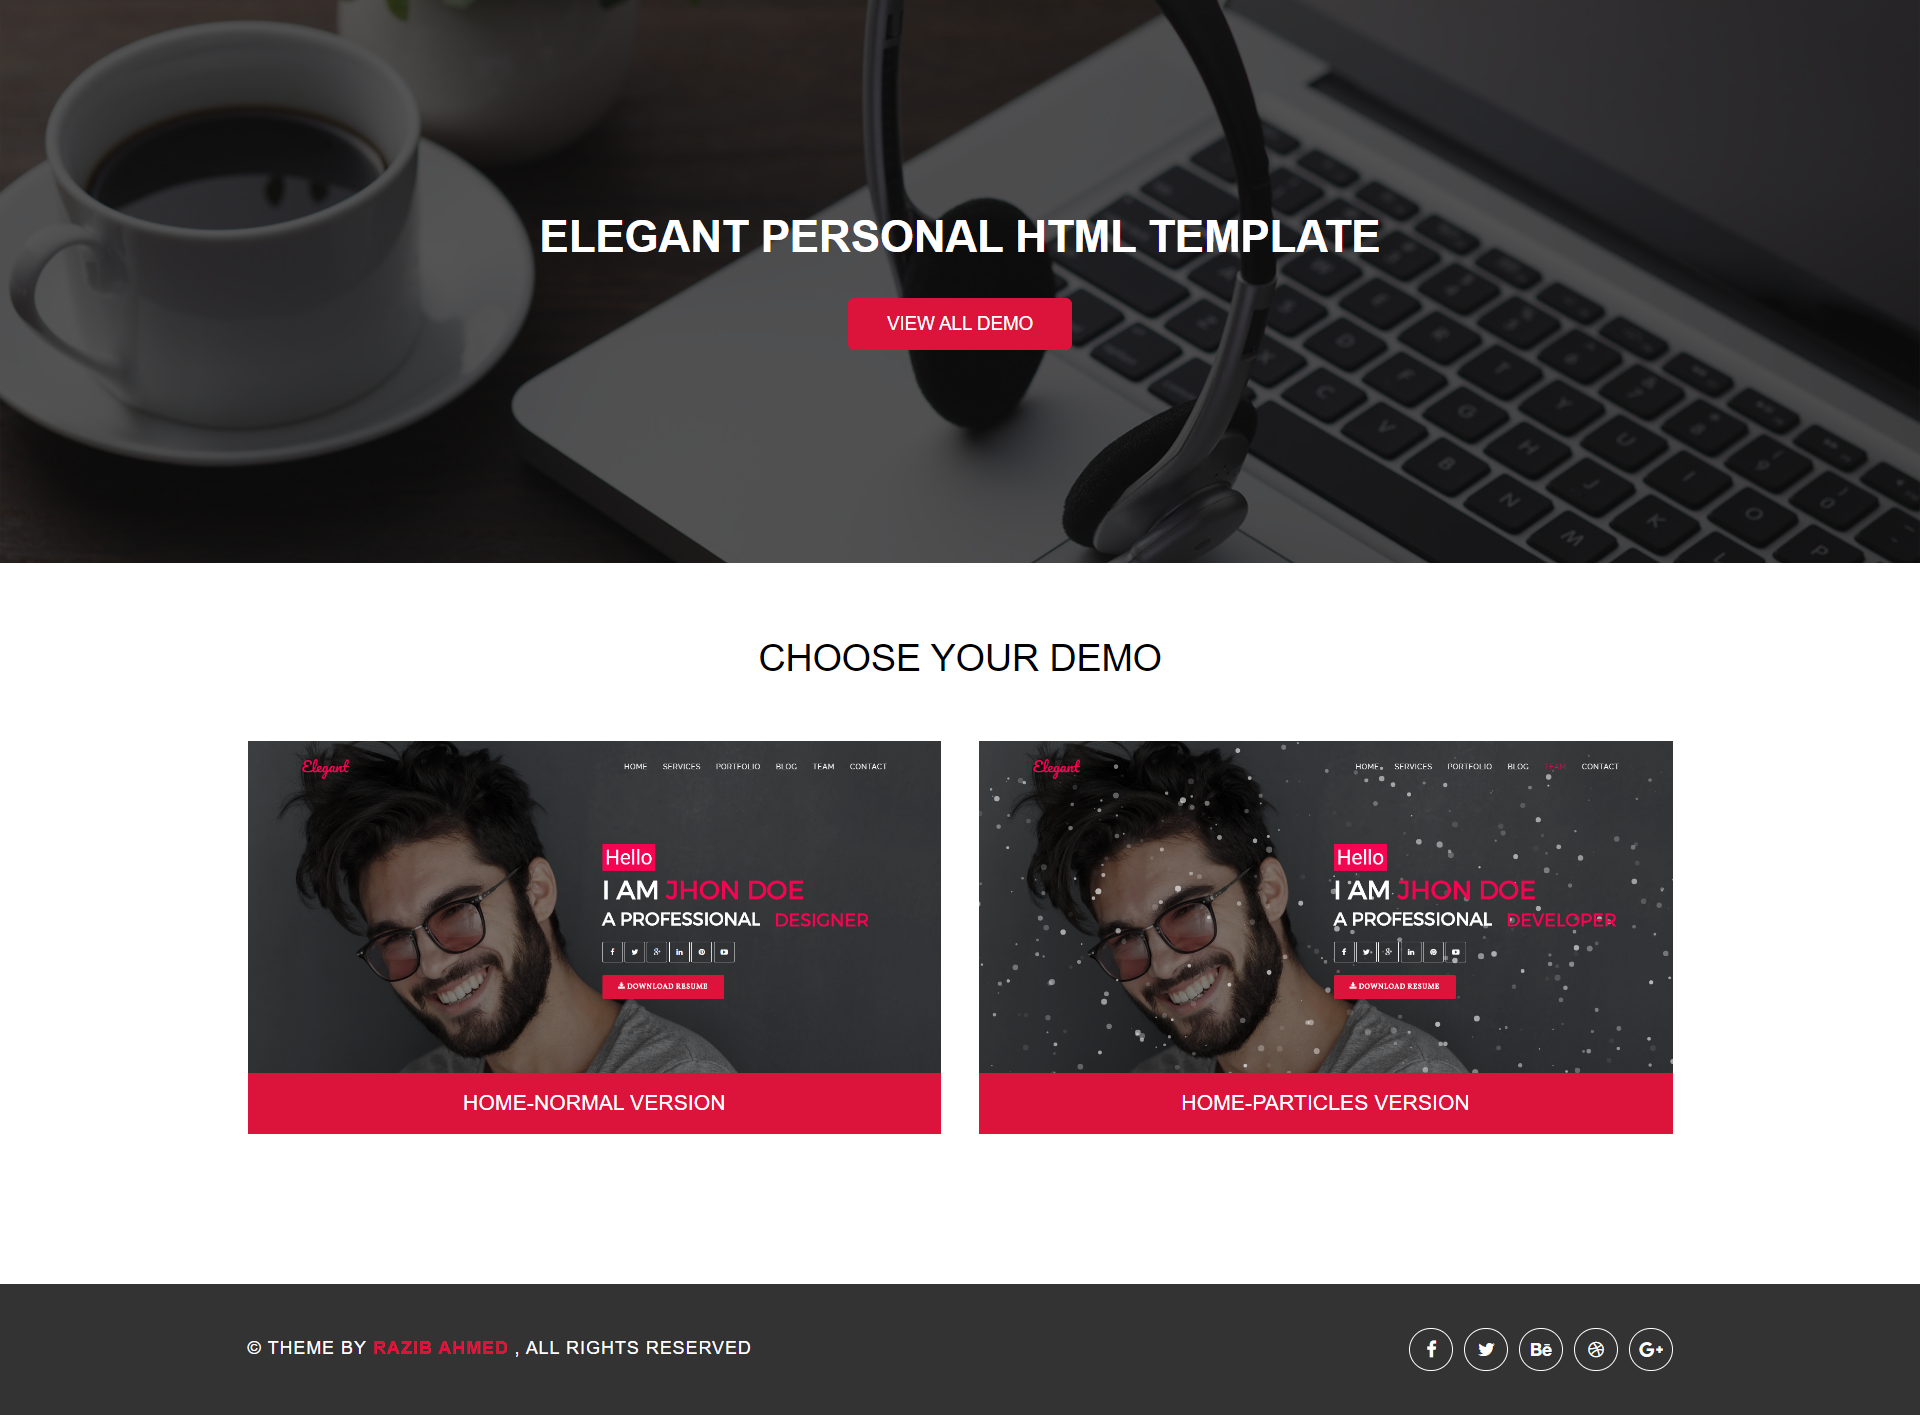 ELEGANT PERSONAL HTML TEMPLATE
VIEW ALL DEMO
CHOOSE YOUR DEMO
Elegant
HOME SERVICES PORTFOLIO BLOG TEAM CONTACT
Hello
I AM JHON DOE
A PROFESSIONAL DESIGNER
DOWNLOAD RESUME
HOME-NORMAL VERSION
Elegant
HOME SERVICES PORTFOLIO BLOG TEAM CONTACT
Hello
I AM JHON DOE
A PROFESSIONAL DEVELOPER
DOWNLOAD RESUME
HOME-PARTICLES VERSION
© THEME BY RAZIB AHMED , ALL RIGHTS RESERVED